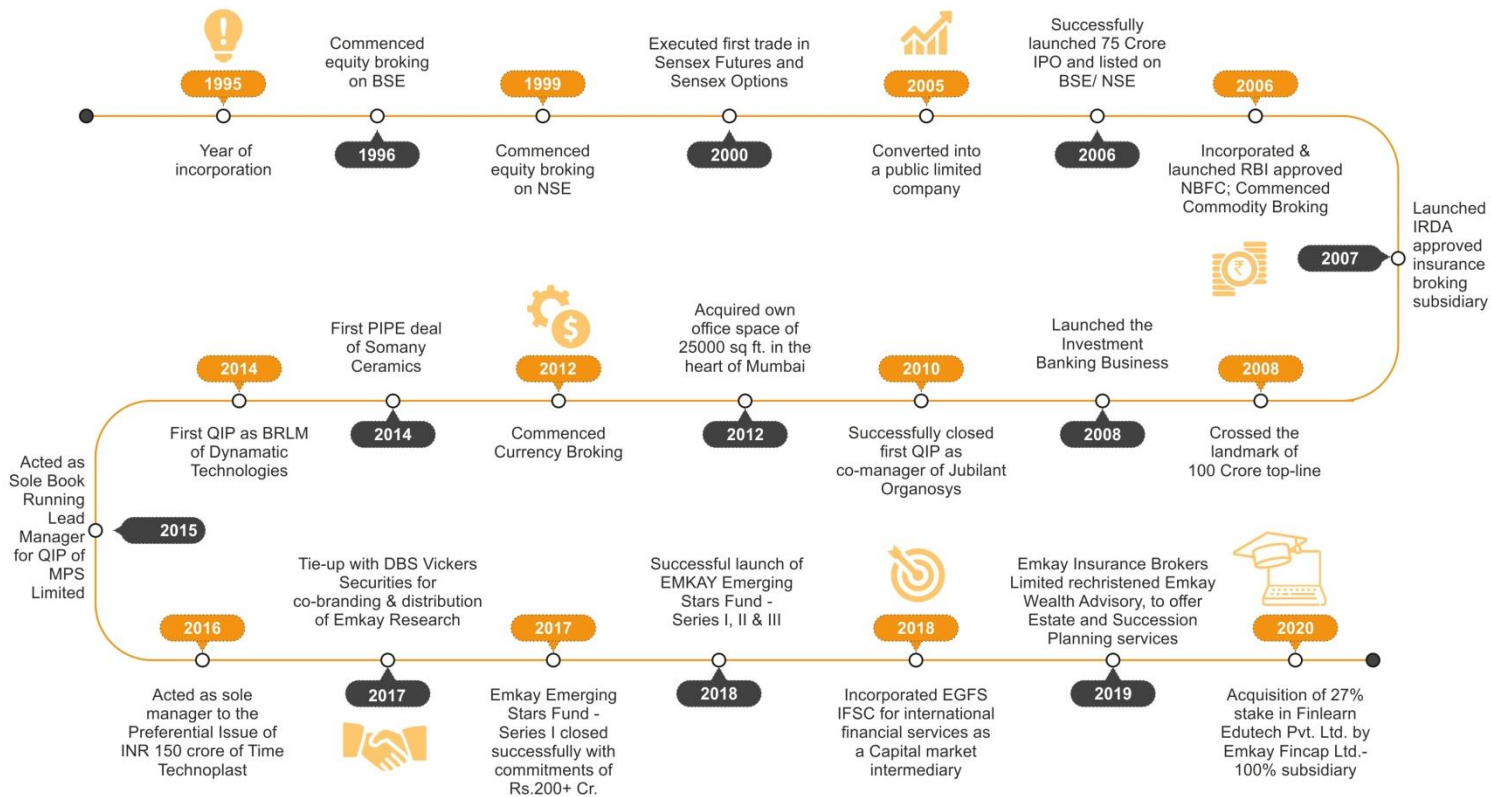 1995
Year of
incorporation
Commenced
equity broking
on BSE
1996
1999
Commenced
equity broking
on NSE
Executed first trade in
Sensex Futures and
Sensex Options
2000
2005
Converted into
a public limited
company
Successfully
launched 75 Crore
IPO and listed on
BSE/ NSE
2006
2006
Incorporated &
launched RBI approved
NBFC; Commenced
Commodity Broking
2007
Launched
IRDA
approved
insurance
broking
subsidiary
₹
2008
Crossed the
landmark of
100 Crore top-line
Launched the
Investment
Banking Business
2008
2010
Successfully closed
first QIP as
co-manager of Jubilant
Organosys
Acquired own
office space of
25000 sq ft. in the
heart of Mumbai
2012
$
2012
Commenced
Currency Broking
First PIPE deal
of Somany
Ceramics
2014
2014
First QIP as BRLM
of Dynamatic
Technologies
Acted as
Sole Book
Running
Lead
Manager
for QIP of
MPS
Limited
2015
2016
Acted as sole
manager to the
Preferential Issue of
INR 150 crore of Time
Technoplast
Tie-up with DBS Vickers
Securities for
co-branding & distribution
of Emkay Research
2017
2017
Emkay Emerging
Stars Fund -
Series I closed
successfully with
commitments of
Rs.200+ Cr.
Successful launch of
EMKAY Emerging
Stars Fund -
Series I, II & III
2018
2018
Incorporated EGFS
IFSC for international
financial services as
a Capital market
intermediary
Emkay Insurance Brokers
Limited rechristened Emkay
Wealth Advisory, to offer
Estate and Succession
Planning services
2019
2020
Acquisition of 27%
stake in Finlearn
Edutech Pvt. Ltd. by
Emkay Fincap Ltd.-
100% subsidiary